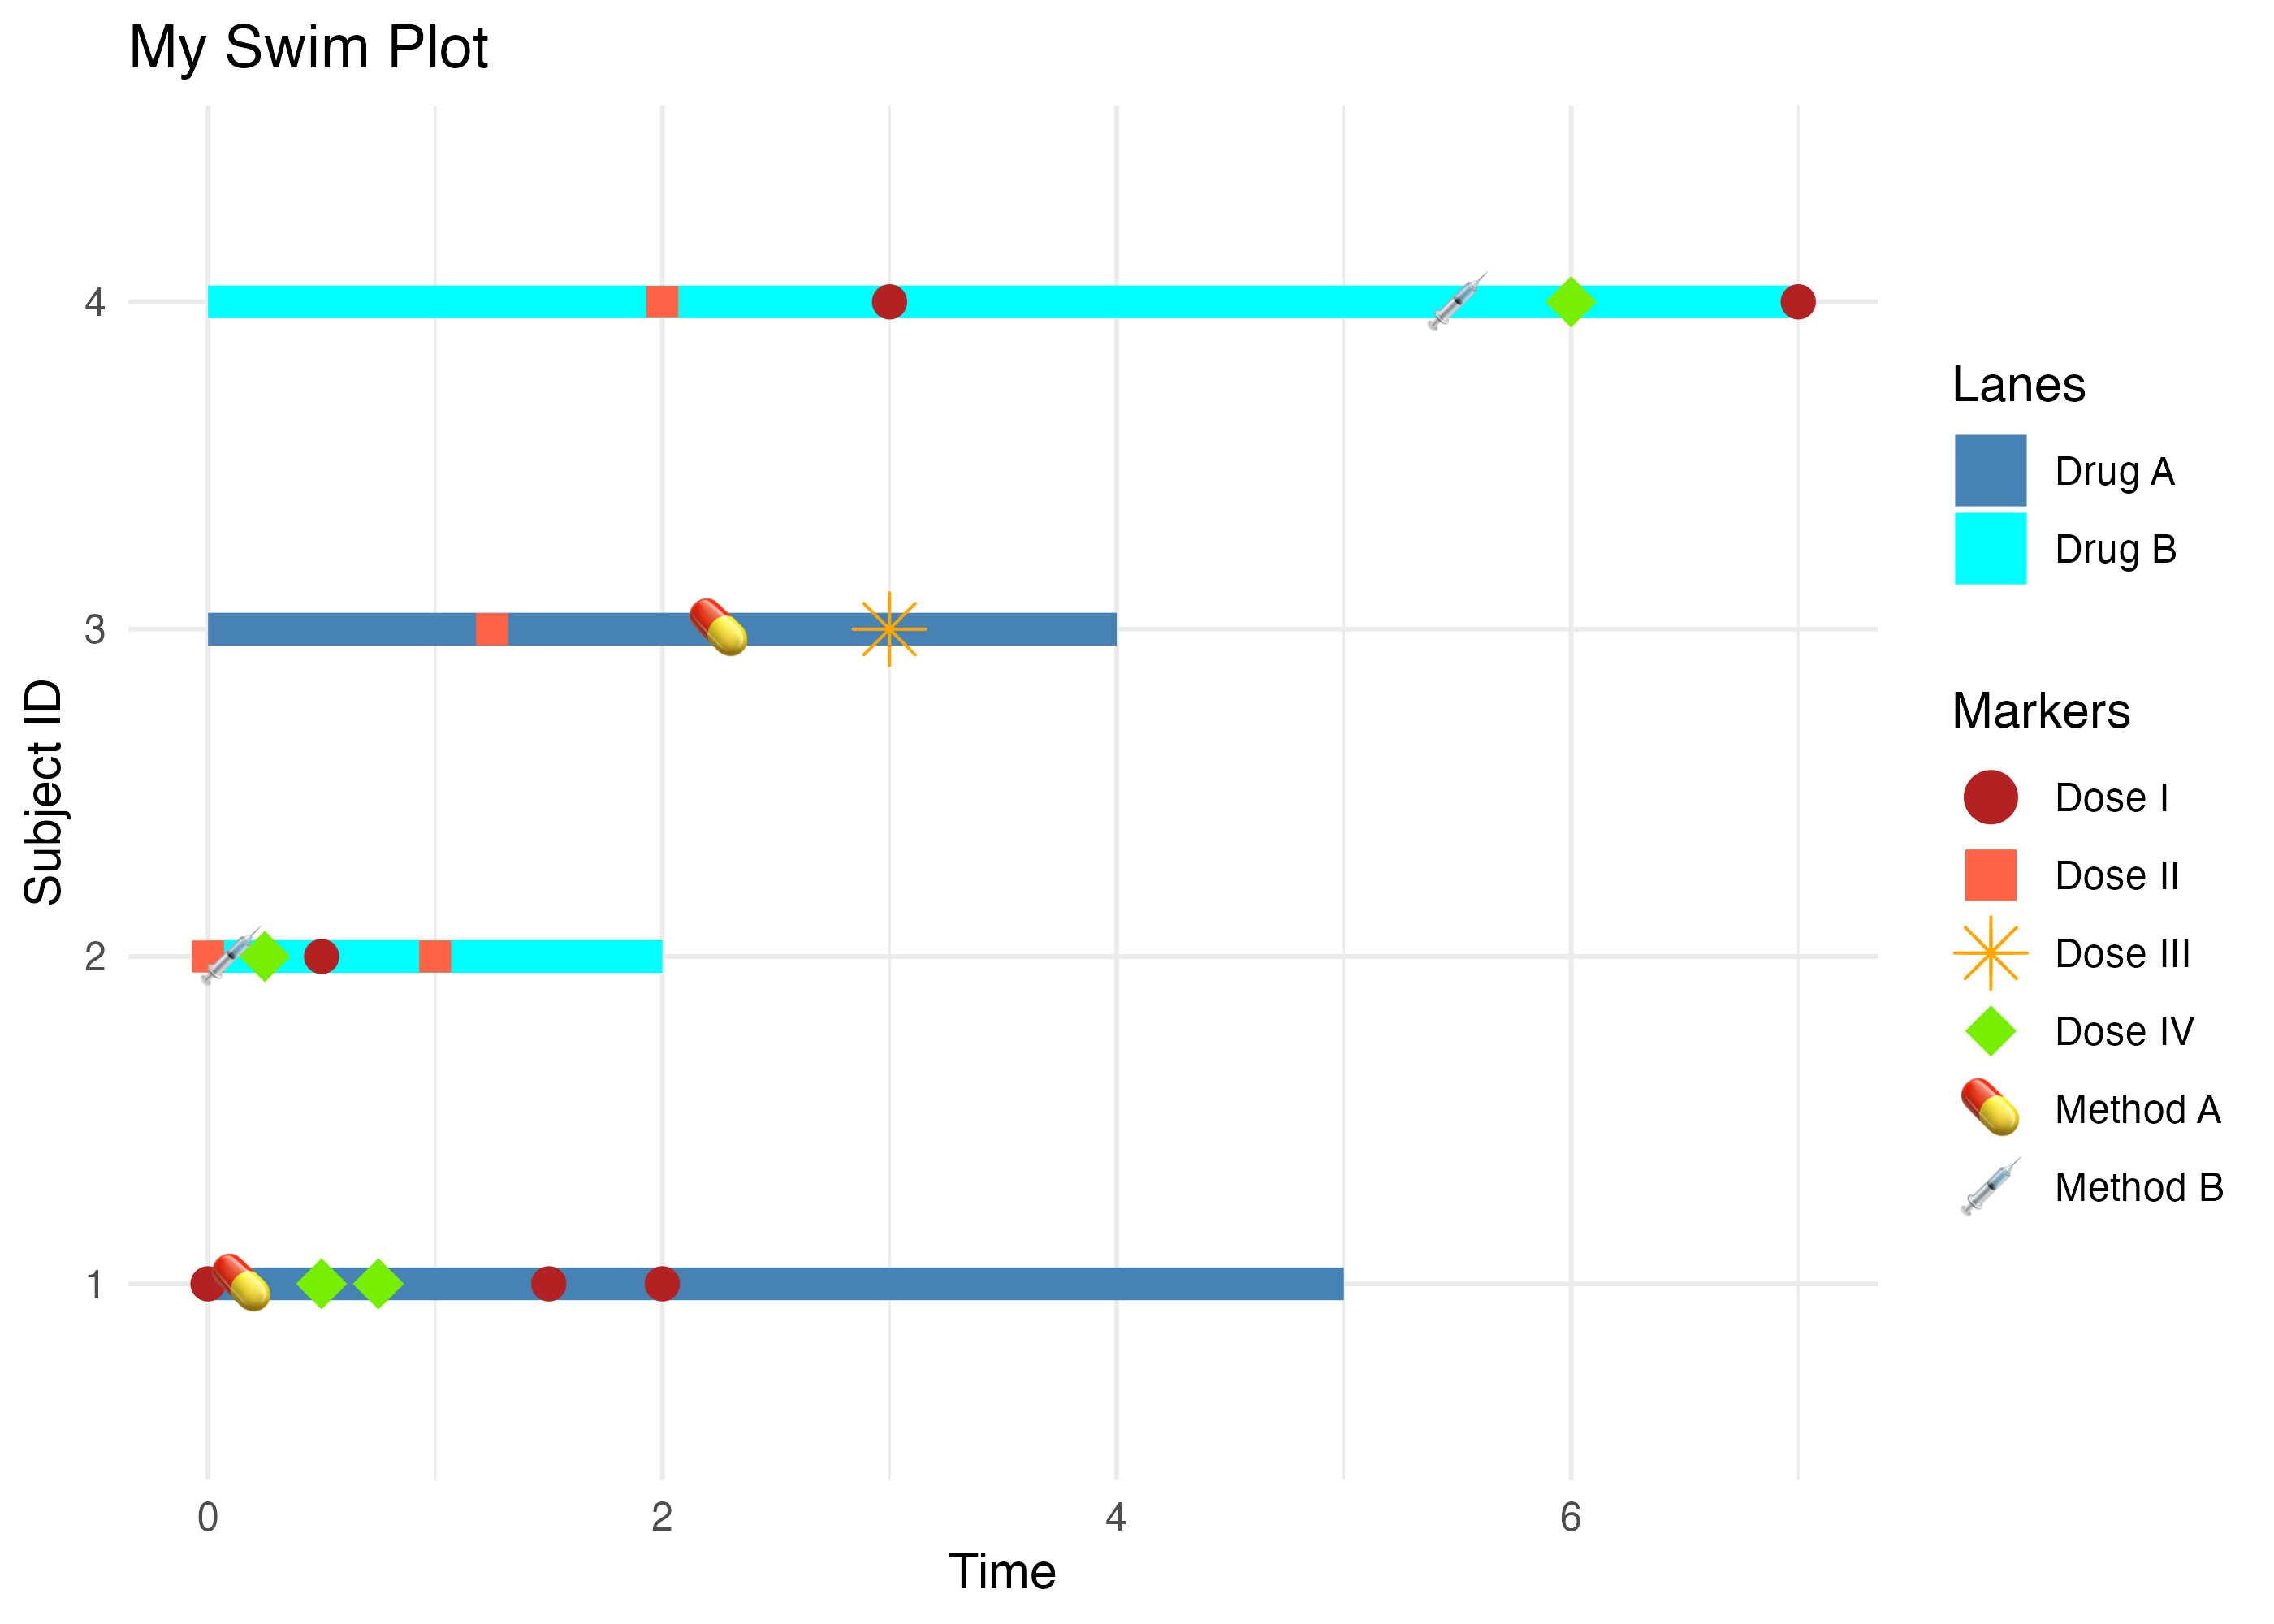 My Swim Plot
Subject ID
4
3
2
1
0 2 4 6
Time
Lanes
Drug A
Drug B
Markers
Dose I
Dose II
Dose III
Dose IV
Method A
Method B